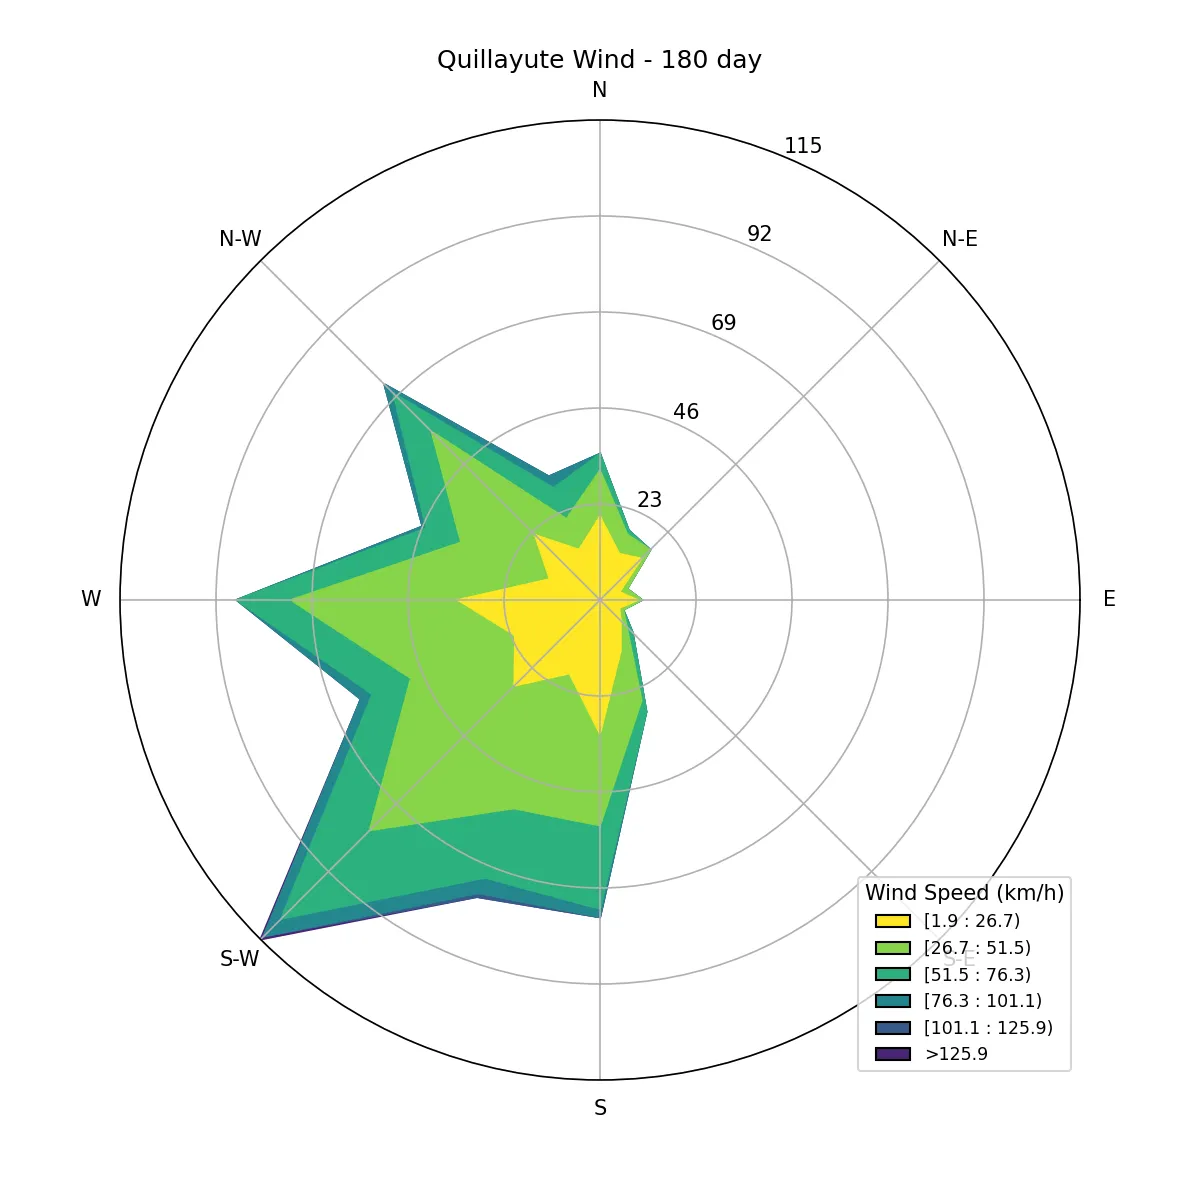 Quillayute Wind - 180 day
N
115
N-W
92
N-E
69
46
23
W
E
Wind Speed (km/h)
[1.9 : 26.7)
[26.7 : 51.5)
S-W
S-E
[51.5 : 76.3)
[76.3 : 101.1)
[101.1 : 125.9)
>125.9
S